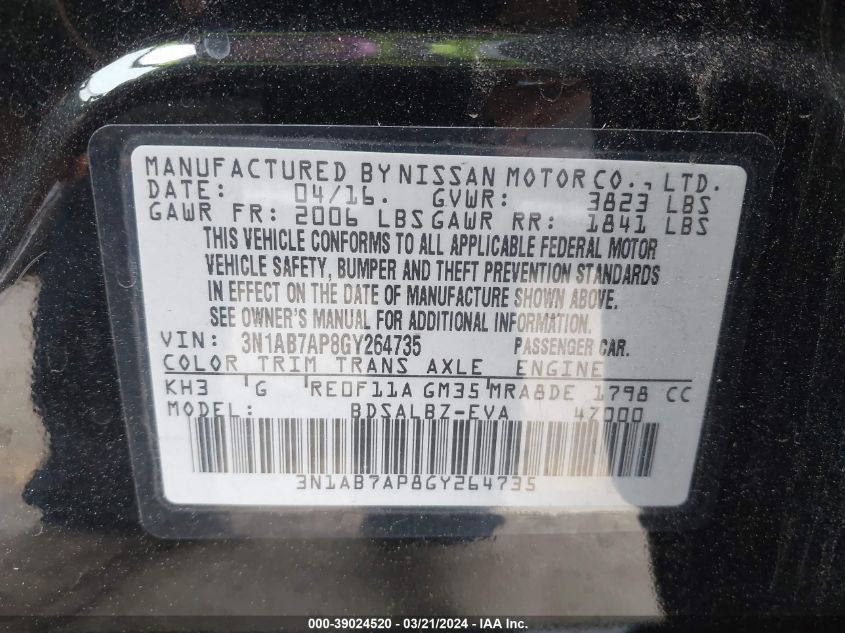 MANUFACTURED BY NISSAN MOTOR CO., LTD.
DATE: 04/16. GVWR: 3823 LBS
GAWR FR: 2006 LBS GAWR RR: 1841 LBS
THIS VEHICLE CONFORMS TO ALL APPLICABLE FEDERAL MOTOR
VEHICLE SAFETY, BUMPER AND THEFT PREVENTION STANDARDS
IN EFFECT ON THE DATE OF MANUFACTURE SHOWN ABOVE.
SEE OWNER'S MANUAL FOR ADDITIONAL INFORMATION.
VIN: 3N1AB7AP8GY264735 PASSENGER CAR.
COLOR TRIM TRANS AXLE ENGINE
KH3 G RE0F11A GM35 MRA8DE 1798 CC
MODEL: BDSALBZ-EVA 47000
3N1AB7AP8GY264735
000-39024520 - 03/21/2024 - IAA Inc.